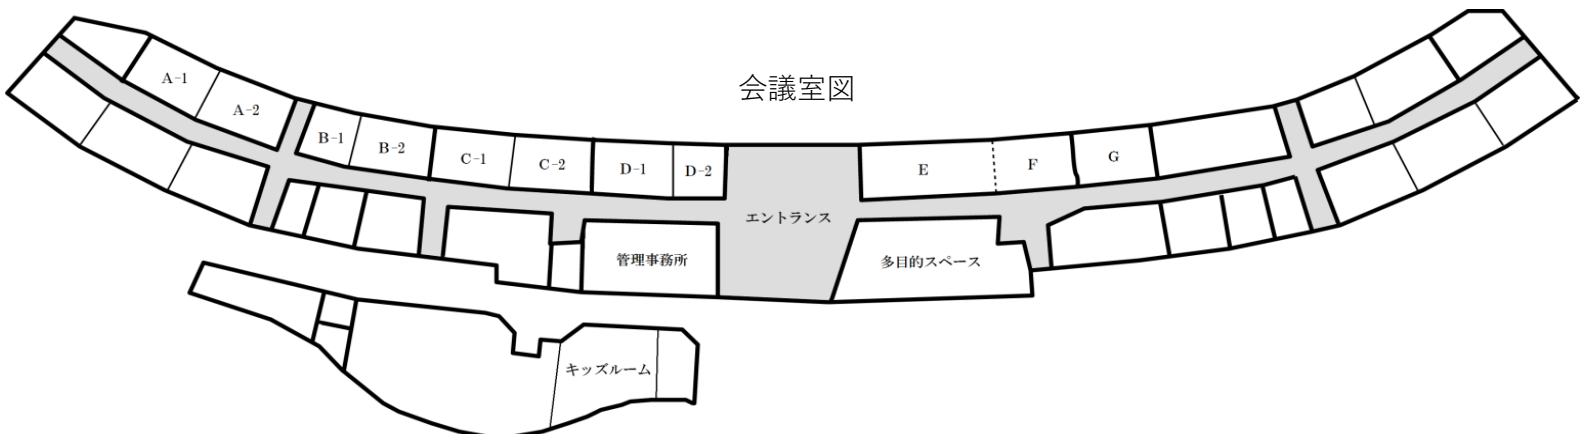 会議室図
A-1
A-2
B-1
B-2
C-1
C-2
D-1
D-2
E
F
G
エントランス
管理事務所
多目的スペース
キッズルーム